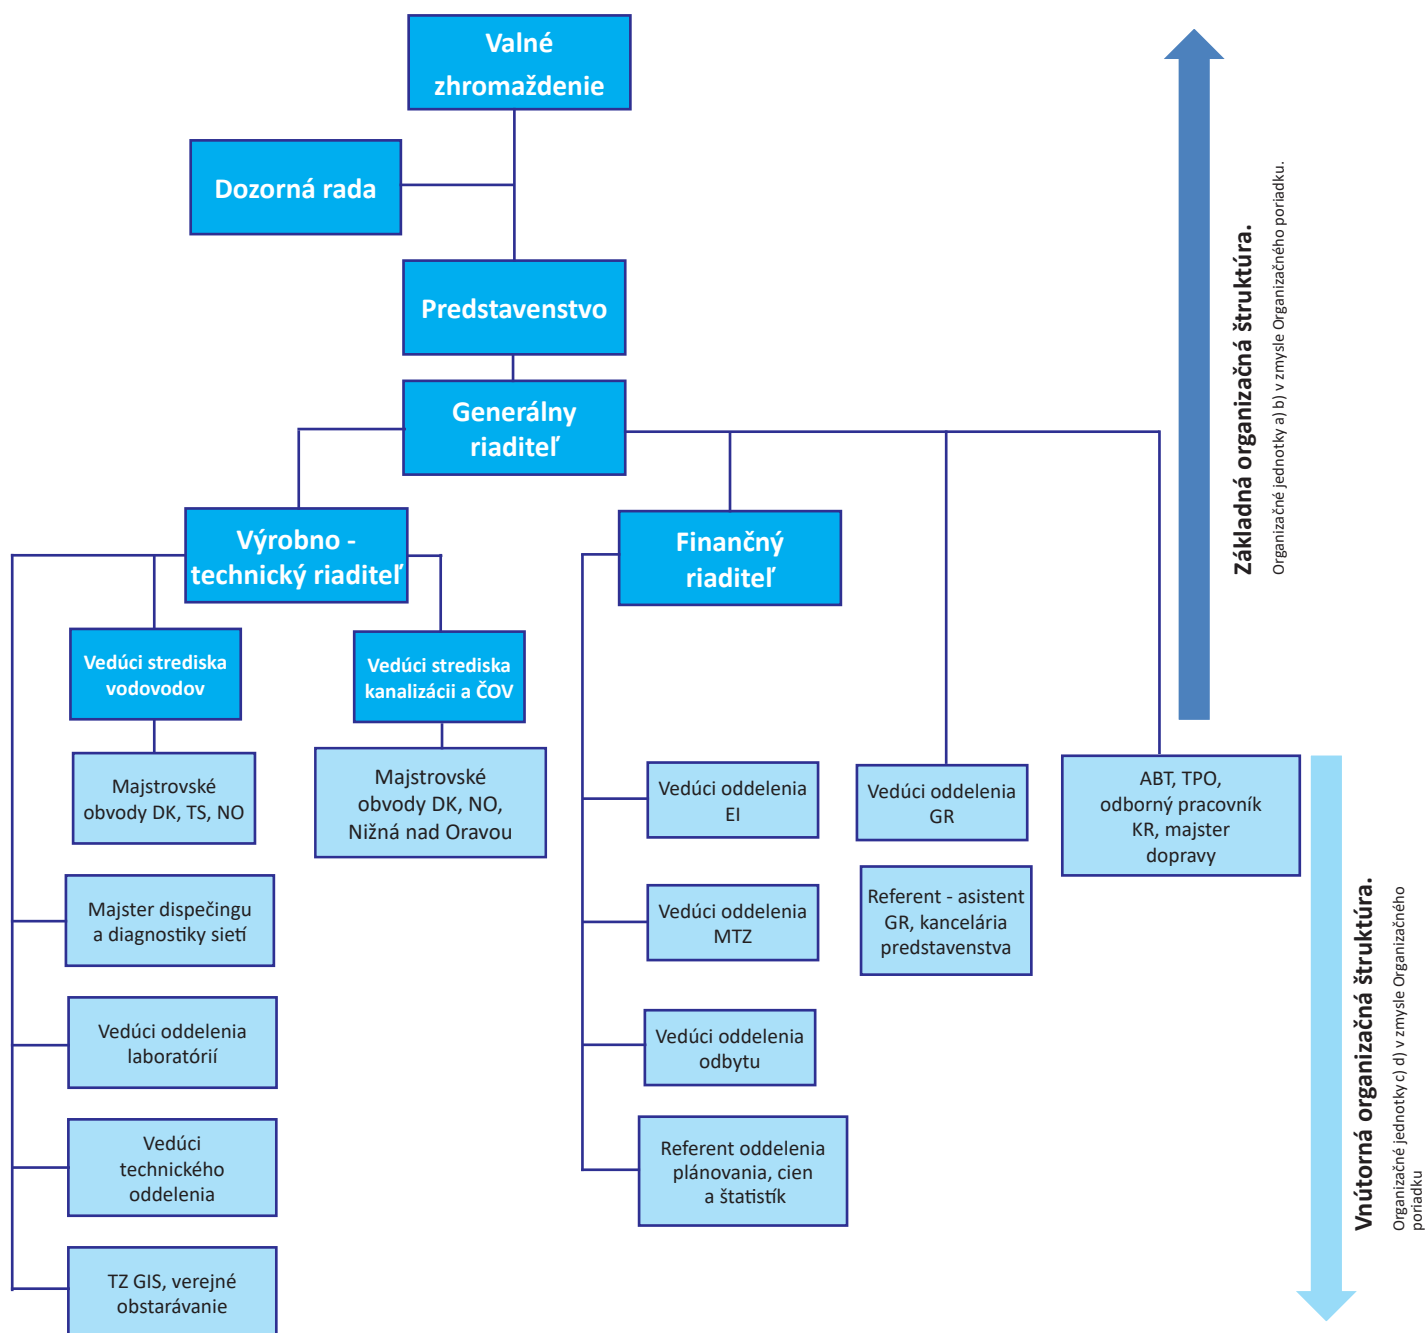 Valné
zhromaždenie
Dozorná rada
Predstavenstvo
Generálny
riaditeľ
Výrobno -
technický riaditeľ
Finančný
riaditeľ
Vedúci strediska
vodovodov
Vedúci strediska
kanalizácii a ČOV
Majstrovské
obvody DK, TS, NO
Majstrovské
obvody DK, NO,
Nižná nad Oravou
Vedúci oddelenia
EI
Vedúci oddelenia
GR
ABT, TPO,
odborný pracovník
KR, majster
dopravy
Majster dispečingu
a diagnostiky sietí
Vedúci oddelenia
MTZ
Referent - asistent
GR, kancelária
predstavenstva
Vedúci oddelenia
laboratórií
Vedúci oddelenia
odbytu
Vedúci
technického
oddelenia
Referent oddelenia
plánovania, cien
a štatistík
TZ GIS, verejné
obstarávanie
Základná organizačná štruktúra.
Organizačné jednotky a) b) v zmysle Organizačného poriadku.
Vnútorná organizačná štruktúra.
Organizačné jednotky c) d) v zmysle Organizačného
poriadku